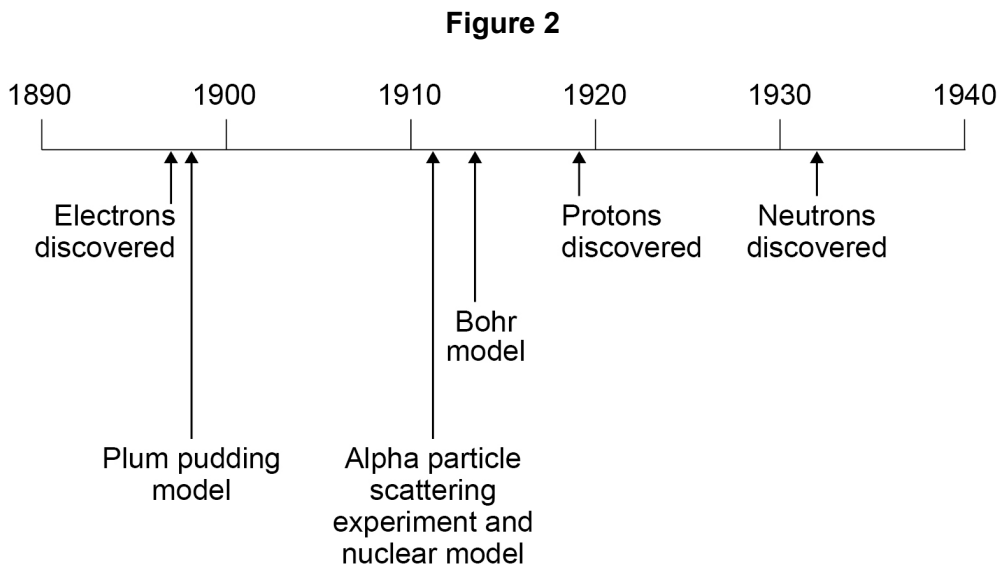 Figure 2
1890 1900 1910 1920 1930 1940
Electrons
discovered
Protons
discovered
Neutrons
discovered
Bohr
model
Plum pudding
model
Alpha particle
scattering
experiment and
nuclear model